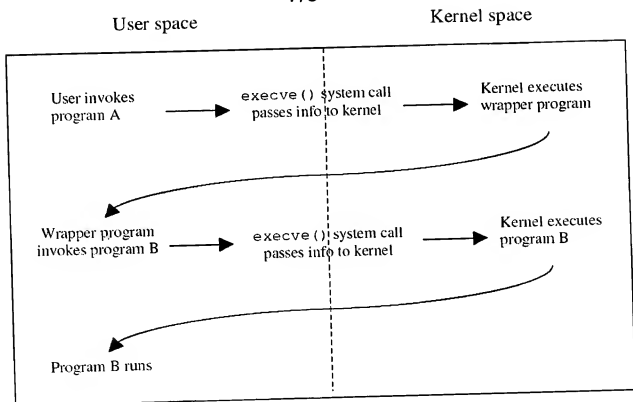 User space
Kernel space
User invokes
program A
execve() system call
passes info to kernel
Kernel executes
wrapper program
Wrapper program
invokes program B
execve() system call
passes info to kernel
Kernel executes
program B
Program B runs